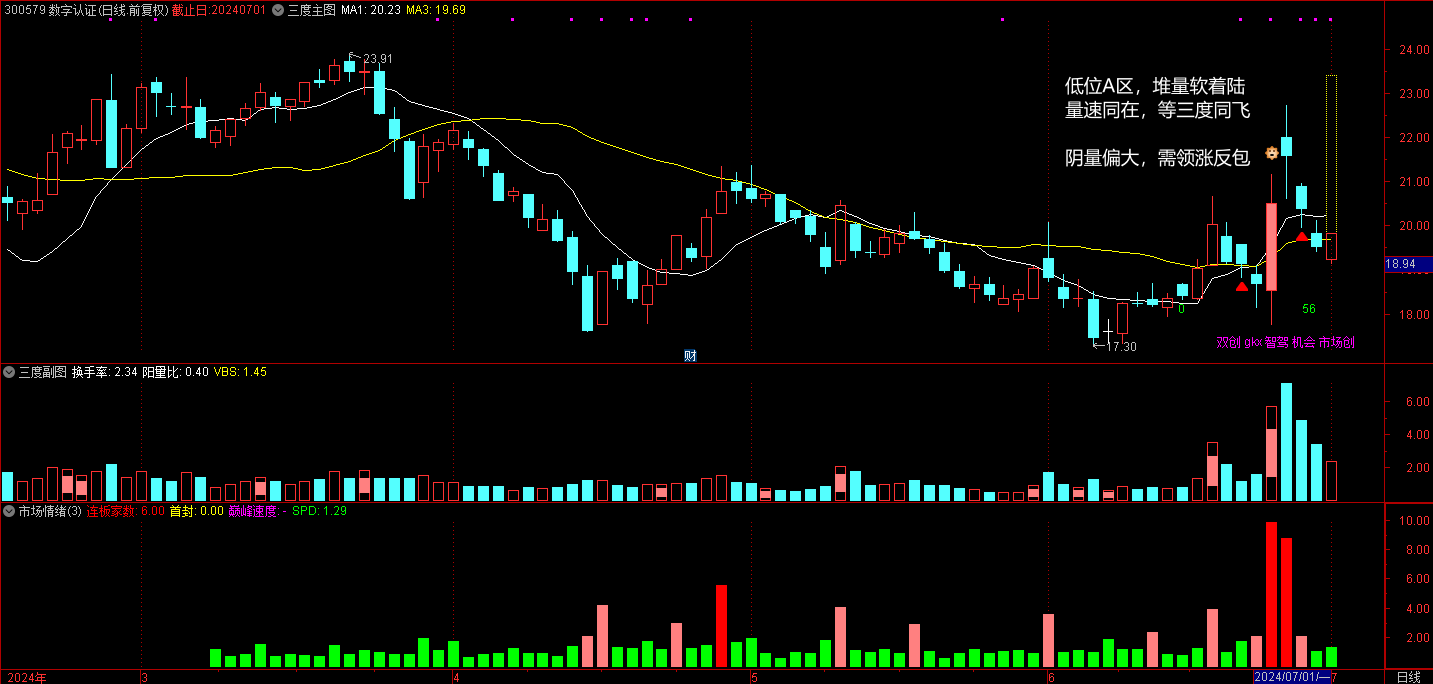 300579 数字认证(日线.前复权) 截止日:20240701 三度主图 MA1: 20.23 MA3: 19.69
23.91
24.00
低位A区，堆量软着陆
23.00
量速同在，等三度同飞
22.00
阴量偏大，需领涨反包
21.00
20.00
18.94
0
56
18.00
双创 gkx 智驾 机会 市场创
17.30
财
三度副图 换手率: 2.34 阳量比: 0.40 VBS: 1.45
6.00
4.00
2.00
市场情绪(3) 连板家数: 6.00 首封: 0.00 巅峰速度: - SPD: 1.29
10.00
8.00
6.00
4.00
2.00
2024年 3 4 5 6 2024/07/01/一 7 日线